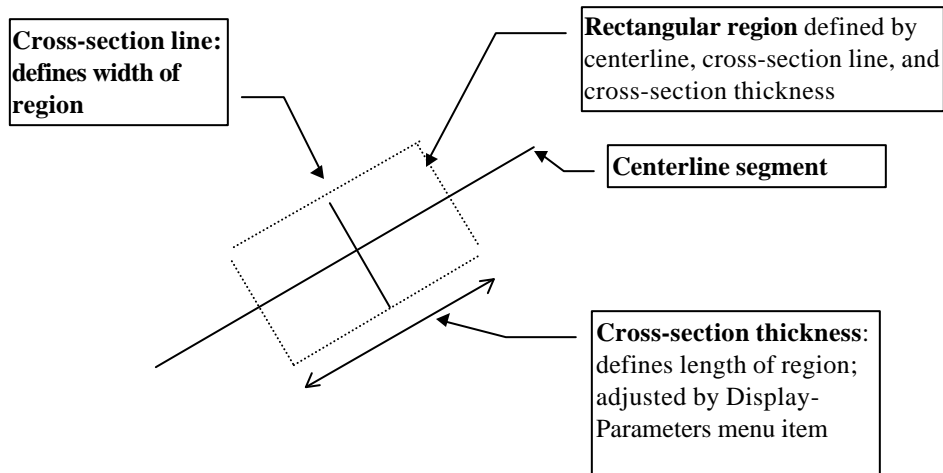 Cross-section line:
defines width of
region
Rectangular region defined by
centerline, cross-section line, and
cross-section thickness
Centerline segment
Cross-section thickness:
defines length of region;
adjusted by Display-
Parameters menu item